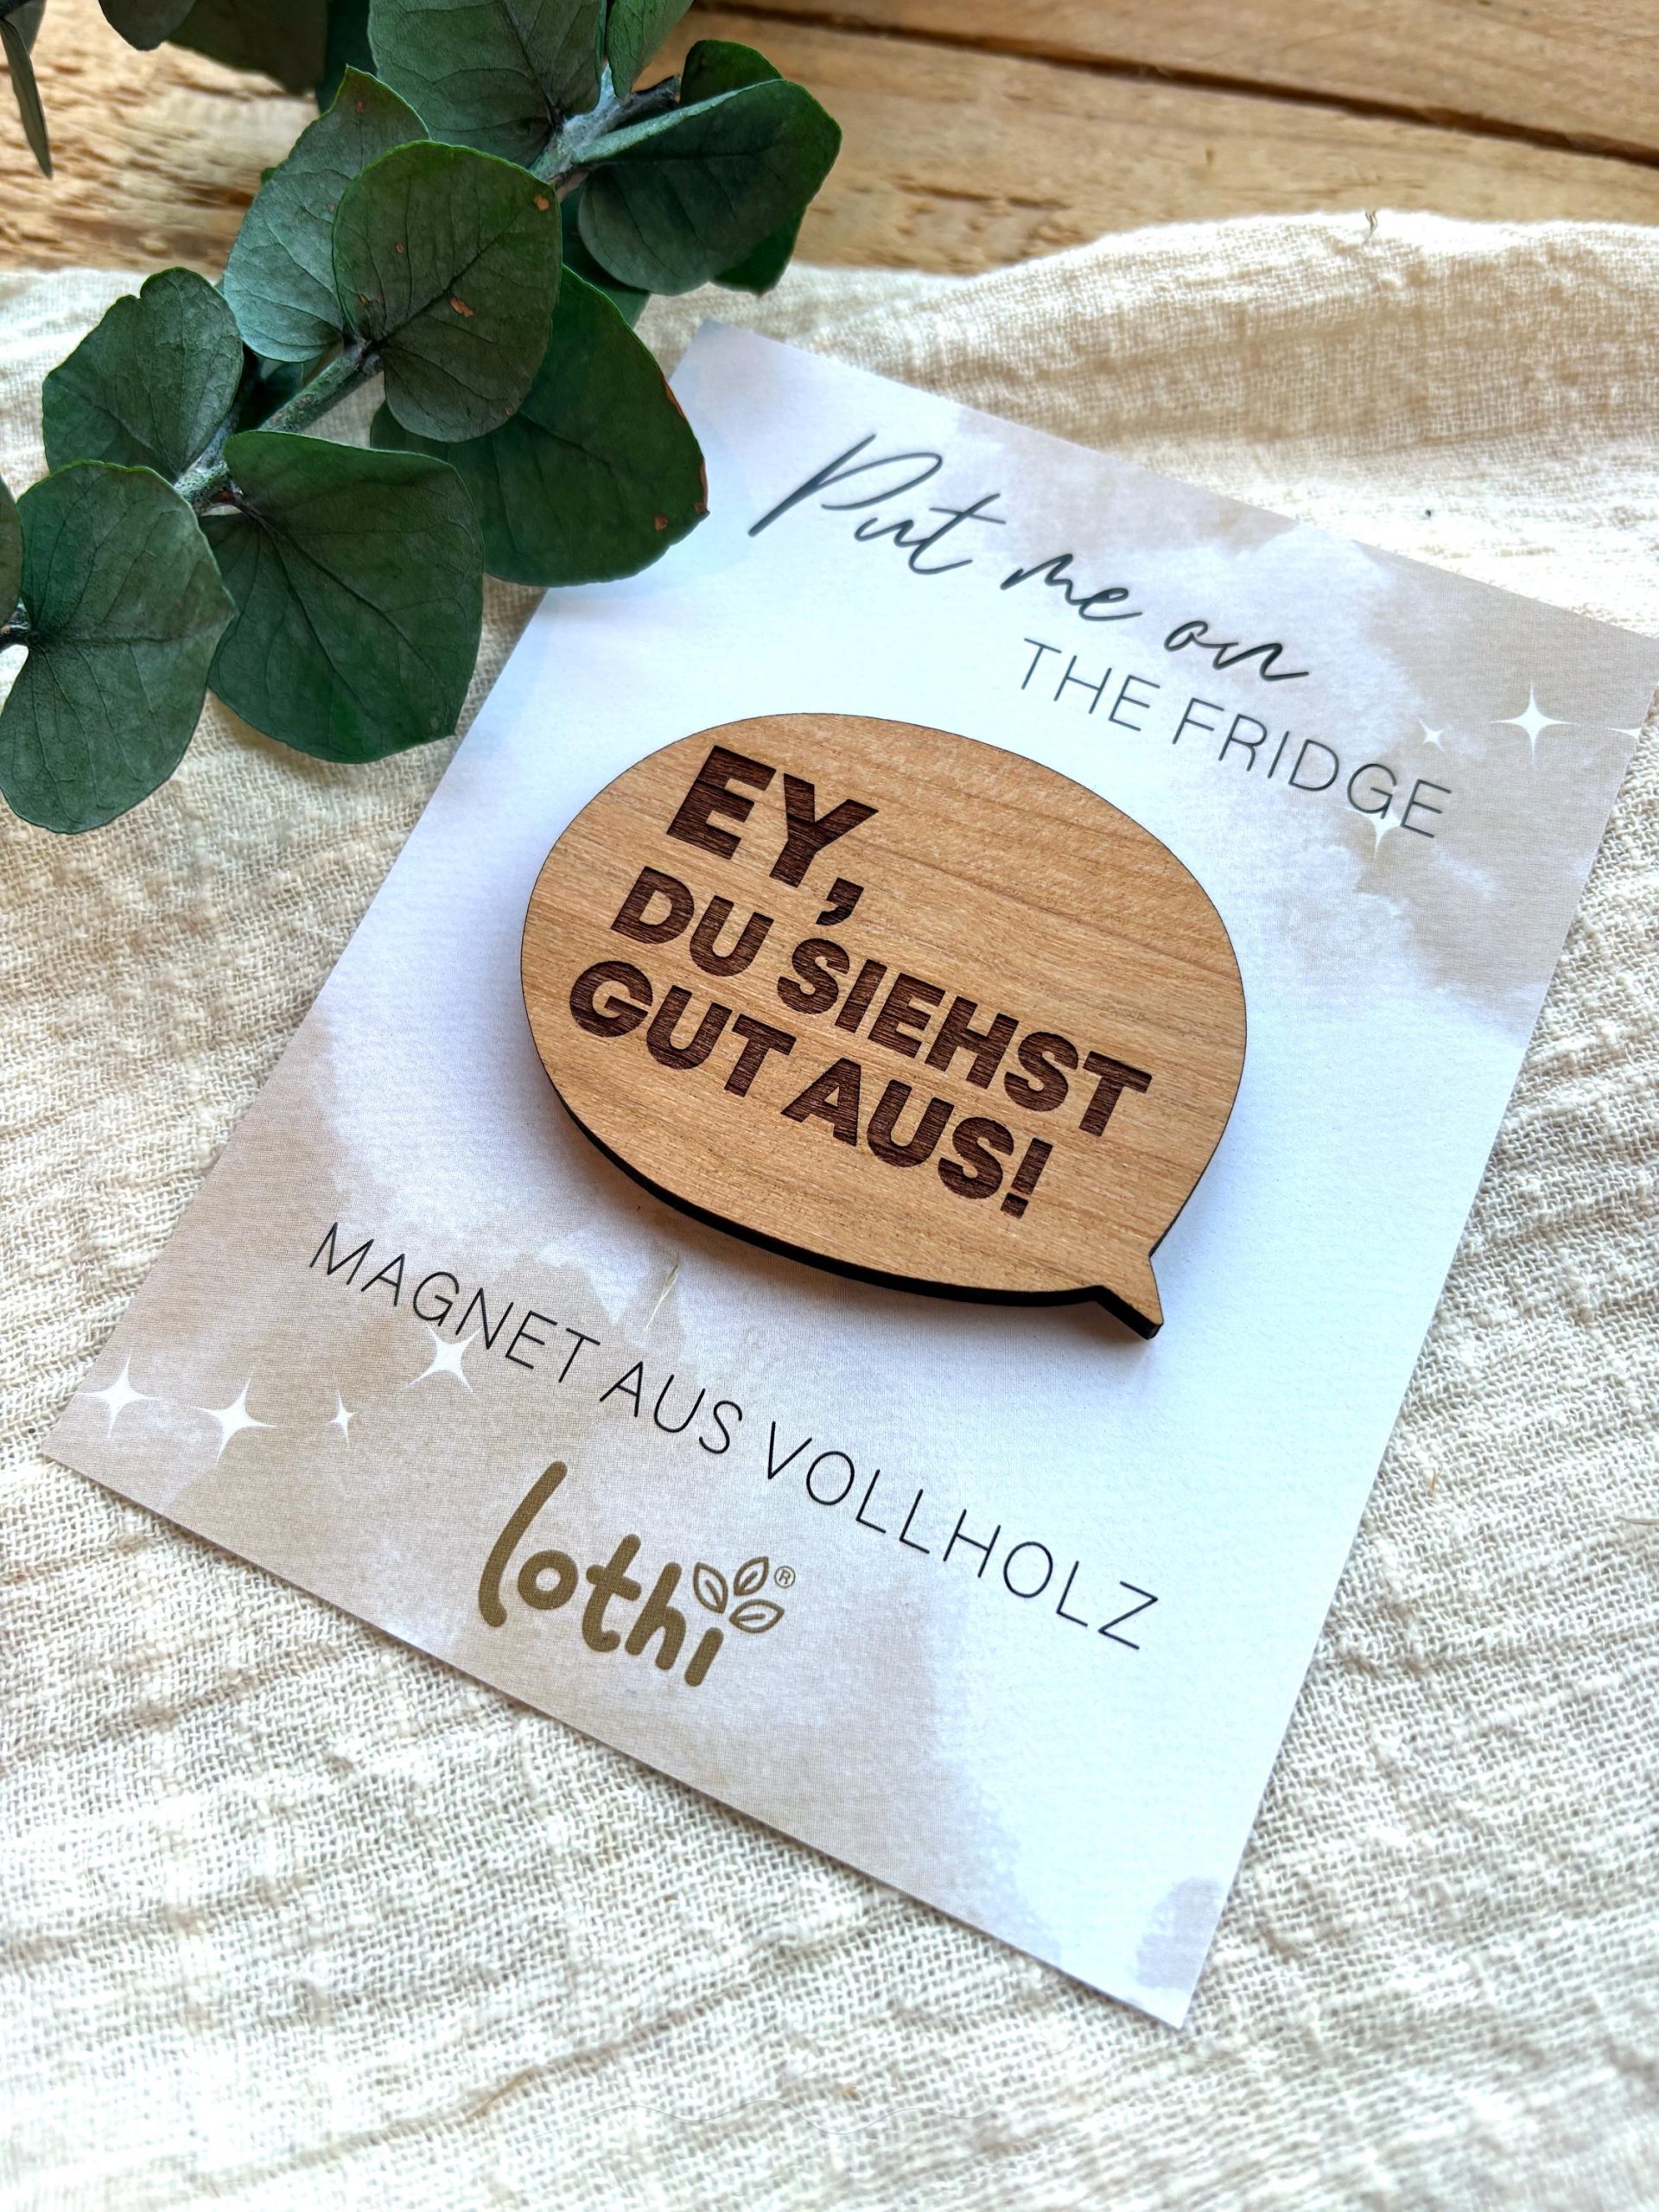 Put me on
THE FRIDGE
EY,
DU SIEHST
GUT AUS!
MAGNET AUS VOLLHOLZ
lothi®